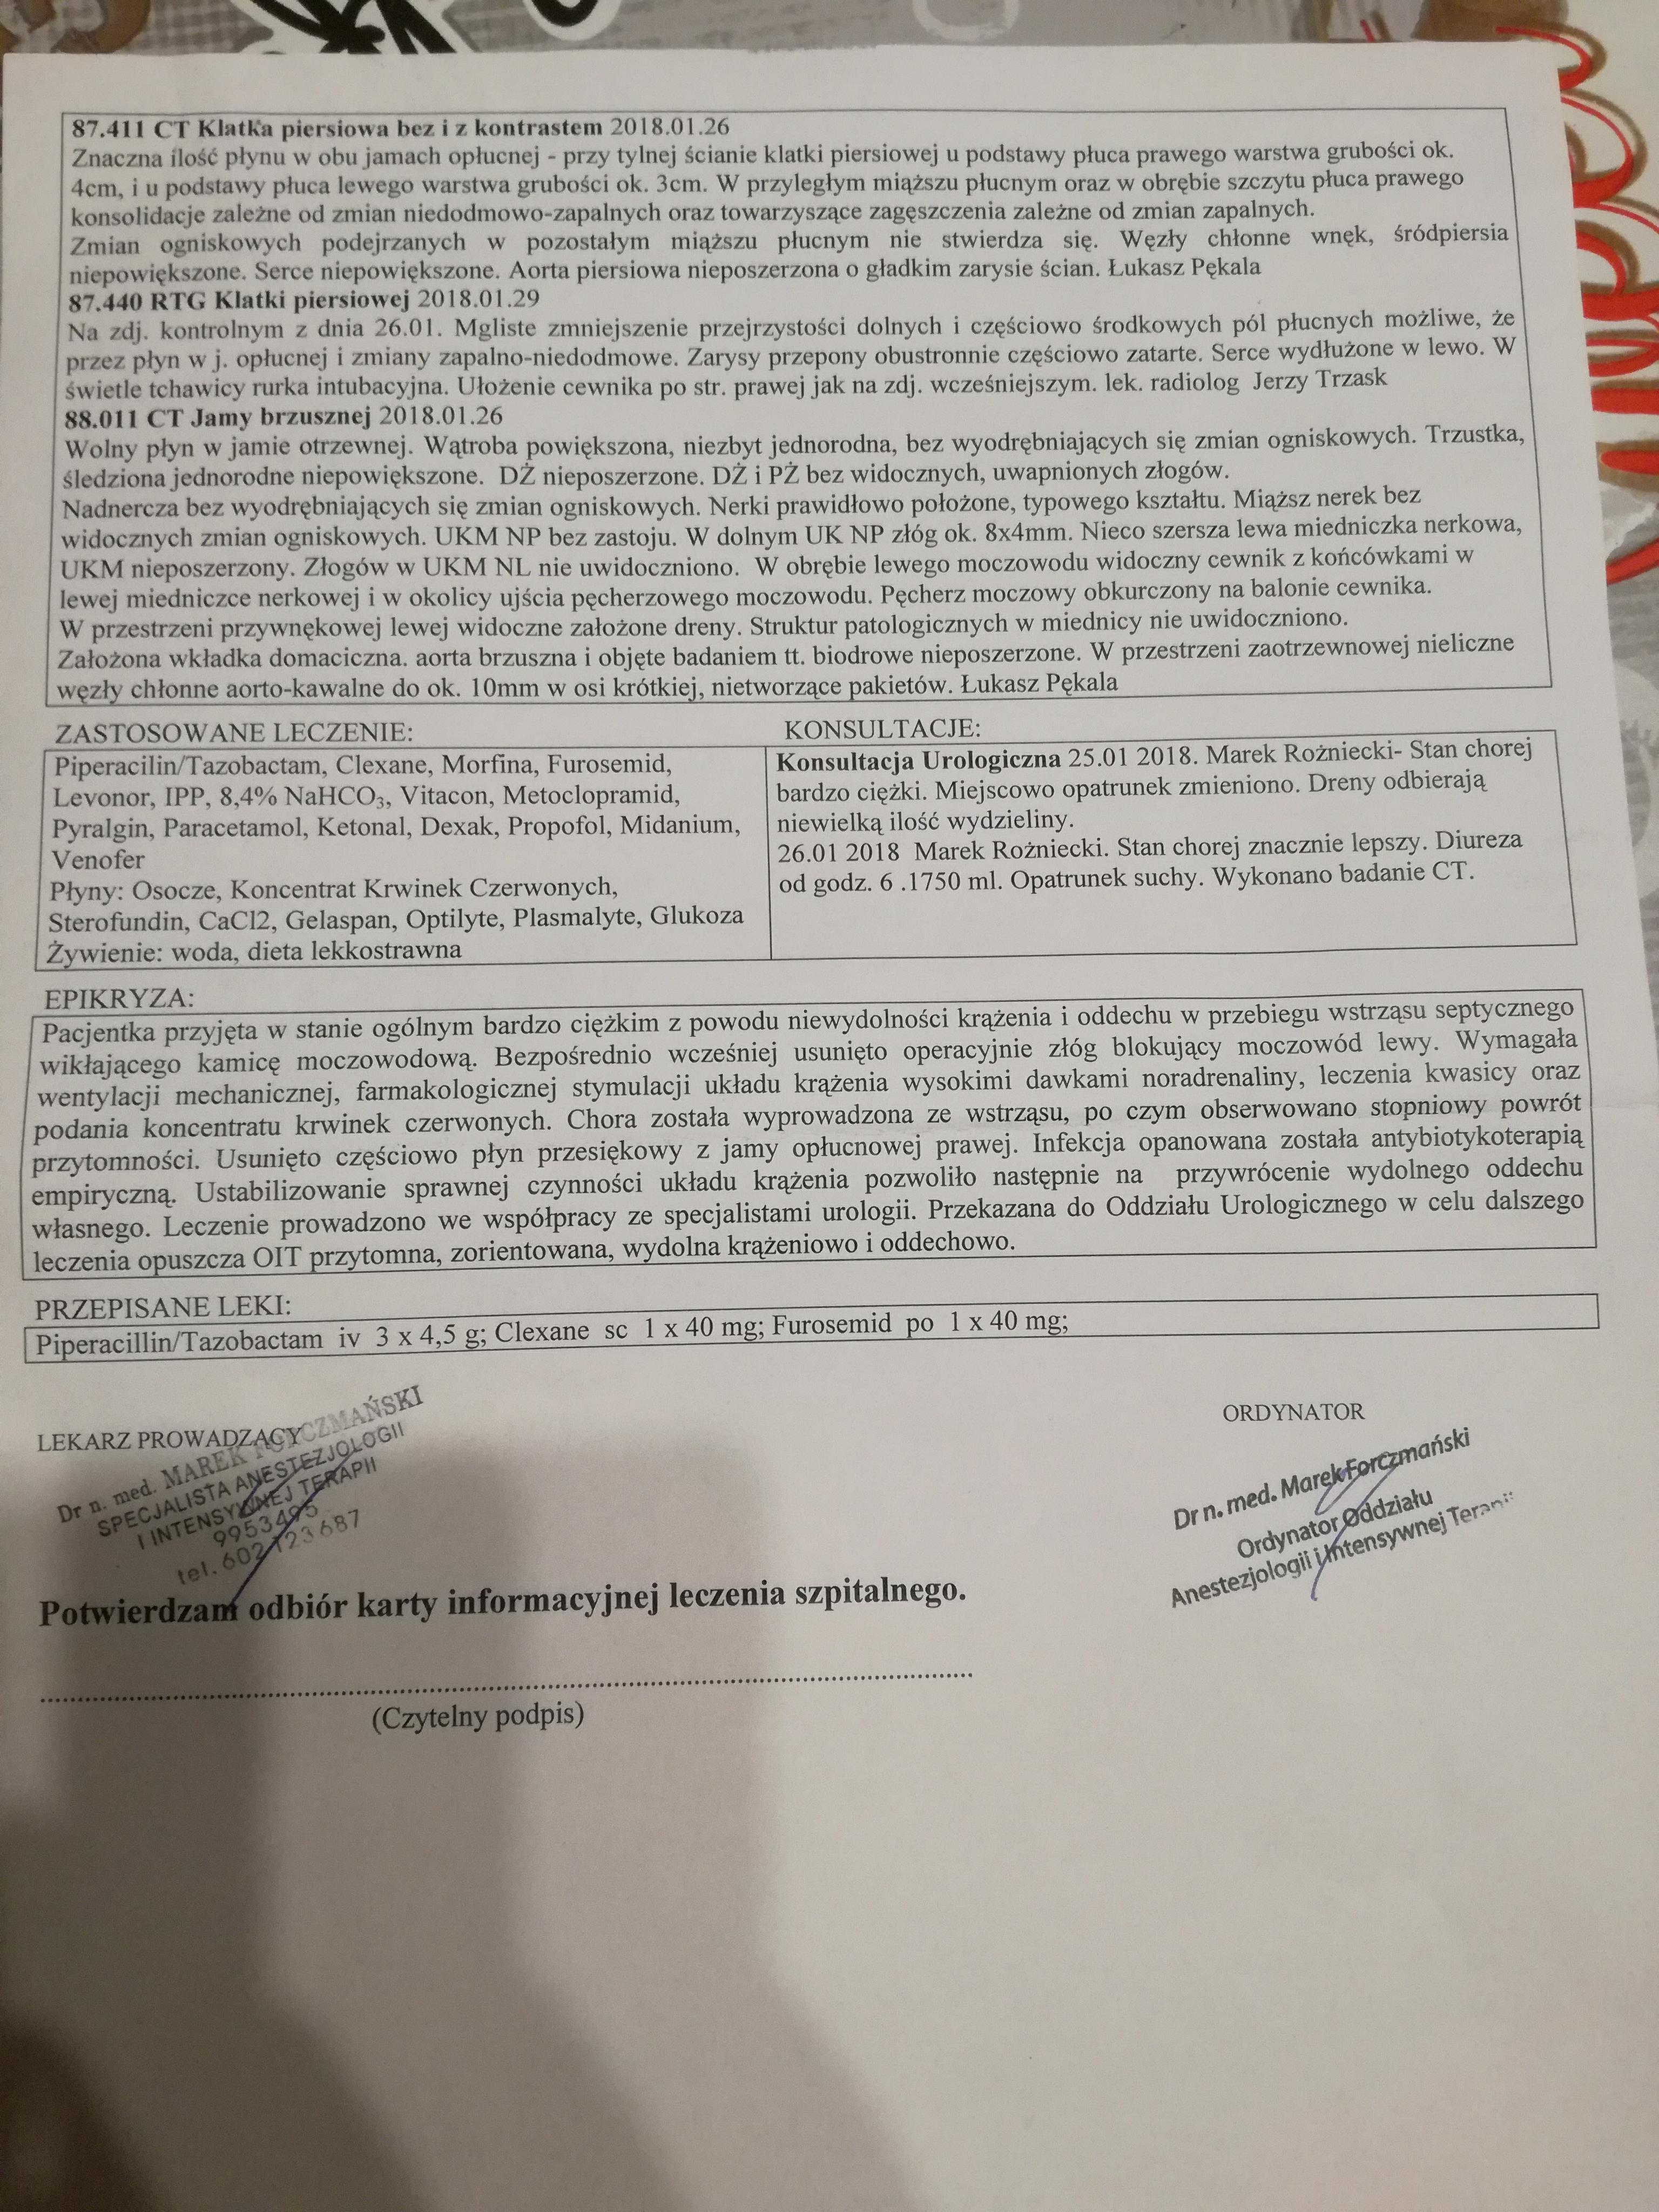 87.411 CT Klatka piersiowa bez i z kontrastem 2018.01.26
Znaczna ilość płynu w obu jamach opłucnej - przy tylnej ścianie klatki piersiowej u podstawy płuca prawego warstwa grubości ok.
4cm, i u podstawy płuca lewego warstwa grubości ok. 3cm. W przyległym miąższu płucnym oraz w obrębie szczytu płuca prawego
konsolidacje zależne od zmian niedodmowo-zapalnych oraz towarzyszące zagęszczenia zależne od zmian zapalnych.
Zmian ogniskowych podejrzanych w pozostałym miąższu płucnym nie stwierdza się. Węzły chłonne wnęk, śródpiersia
niepowiększone. Serce niepowiększone. Aorta piersiowa nieposzerzona o gładkim zarysie ścian. Łukasz Pękala
87.440 RTG Klatki piersiowej 2018.01.29
Na zdj. kontrolnym z dnia 26.01. Mgliste zmniejszenie przejrzystości dolnych i częściowo środkowych pól płucnych możliwe, że
przez płyn w j. opłucnej i zmiany zapalno-niedodmowe. Zarysy przepony obustronnie częściowo zatarte. Serce wydłużone w lewo. W
świetle tchawicy rurka intubacyjna. Ułożenie cewnika po str. prawej jak na zdj. wcześniejszym. lek. radiolog Jerzy Trzask
88.011 CT Jamy brzusznej 2018.01.26
Wolny płyn w jamie otrzewnej. Wątroba powiększona, niezbyt jednorodna, bez wyodrębniających się zmian ogniskowych. Trzustka,
śledziona jednorodne niepowiększone. DŻ nieposzerzone. DŻ i PŻ bez widocznych, uwapnionych złogów.
Nadnercza bez wyodrębniających się zmian ogniskowych. Nerki prawidłowo położone, typowego kształtu. Miąższ nerek bez
widocznych zmian ogniskowych. UKM NP bez zastoju. W dolnym UK NP złóg ok. 8x4mm. Nieco szersza lewa miedniczka nerkowa,
UKM nieposzerzony. Złogów w UKM NL nie uwidoczniono. W obrębie lewego moczowodu widoczny cewnik z końcówkami w
lewej miedniczce nerkowej i w okolicy ujścia pęcherzowego moczowodu. Pęcherz moczowy obkurczony na balonie cewnika.
W przestrzeni przywnękowej lewej widoczne założone dreny. Struktur patologicznych w miednicy nie uwidoczniono.
Założona wkładka domaciczna. aorta brzuszna i objęte badaniem tt. biodrowe nieposzerzone. W przestrzeni zaotrzewnowej nieliczne
węzły chłonne aorto-kawalne do ok. 10mm w osi krótkiej, nietworzące pakietów. Łukasz Pękala
ZASTOSOWANE LECZENIE:
Piperacilin/Tazobactam, Clexane, Morfina, Furosemid,
Levonor, IPP, 8,4% NaHCO₃, Vitacon, Metoclopramid,
Pyralgin, Paracetamol, Ketonal, Dexak, Propofol, Midanium,
Venofer
Płyny: Osocze, Koncentrat Krwinek Czerwonych,
Sterofundin, CaCl2, Gelaspan, Optilyte, Plasmalyte, Glukoza
Żywienie: woda, dieta lekkostrawna
KONSULTACJE:
Konsultacja Urologiczna 25.01 2018. Marek Rożniecki- Stan chorej
bardzo ciężki. Miejscowo opatrunek zmieniono. Dreny odbierają
niewielką ilość wydzieliny.
26.01 2018 Marek Rożniecki. Stan chorej znacznie lepszy. Diureza
od godz. 6 .1750 ml. Opatrunek suchy. Wykonano badanie CT.
EPIKRYZA:
Pacjentka przyjęta w stanie ogólnym bardzo ciężkim z powodu niewydolności krążenia i oddechu w przebiegu wstrząsu septycznego
wikłającego kamicę moczowodową. Bezpośrednio wcześniej usunięto operacyjnie złóg blokujący moczowód lewy. Wymagała
wentylacji mechanicznej, farmakologicznej stymulacji układu krążenia wysokimi dawkami noradrenaliny, leczenia kwasicy oraz
podania koncentratu krwinek czerwonych. Chora została wyprowadzona ze wstrząsu, po czym obserwowano stopniowy powrót
przytomności. Usunięto częściowo płyn przesiękowy z jamy opłucnowej prawej. Infekcja opanowana została antybiotykoterapią
empiryczną. Ustabilizowanie sprawnej czynności układu krążenia pozwoliło następnie na przywrócenie wydolnego oddechu
własnego. Leczenie prowadzono we współpracy ze specjalistami urologii. Przekazana do Oddziału Urologicznego w celu dalszego
leczenia opuszcza OIT przytomna, zorientowana, wydolna krążeniowo i oddechowo.
PRZEPISANE LEKI:
Piperacillin/Tazobactam iv 3 x 4,5 g; Clexane sc 1 x 40 mg; Furosemid po 1 x 40 mg;
LEKARZ PROWADZĄCY
Dr n. med. MAREK FORCZMAŃSKI
SPECJALISTA ANESTEZJOLOGII
I INTENSYWNEJ TERAPII
9953495
tel. 602 123 687
ORDYNATOR
Dr n. med. Marek Forczmański
Ordynator Oddziału
Anestezjologii i Intensywnej Terapii
Potwierdzam odbiór karty informacyjnej leczenia szpitalnego.
(Czytelny podpis)